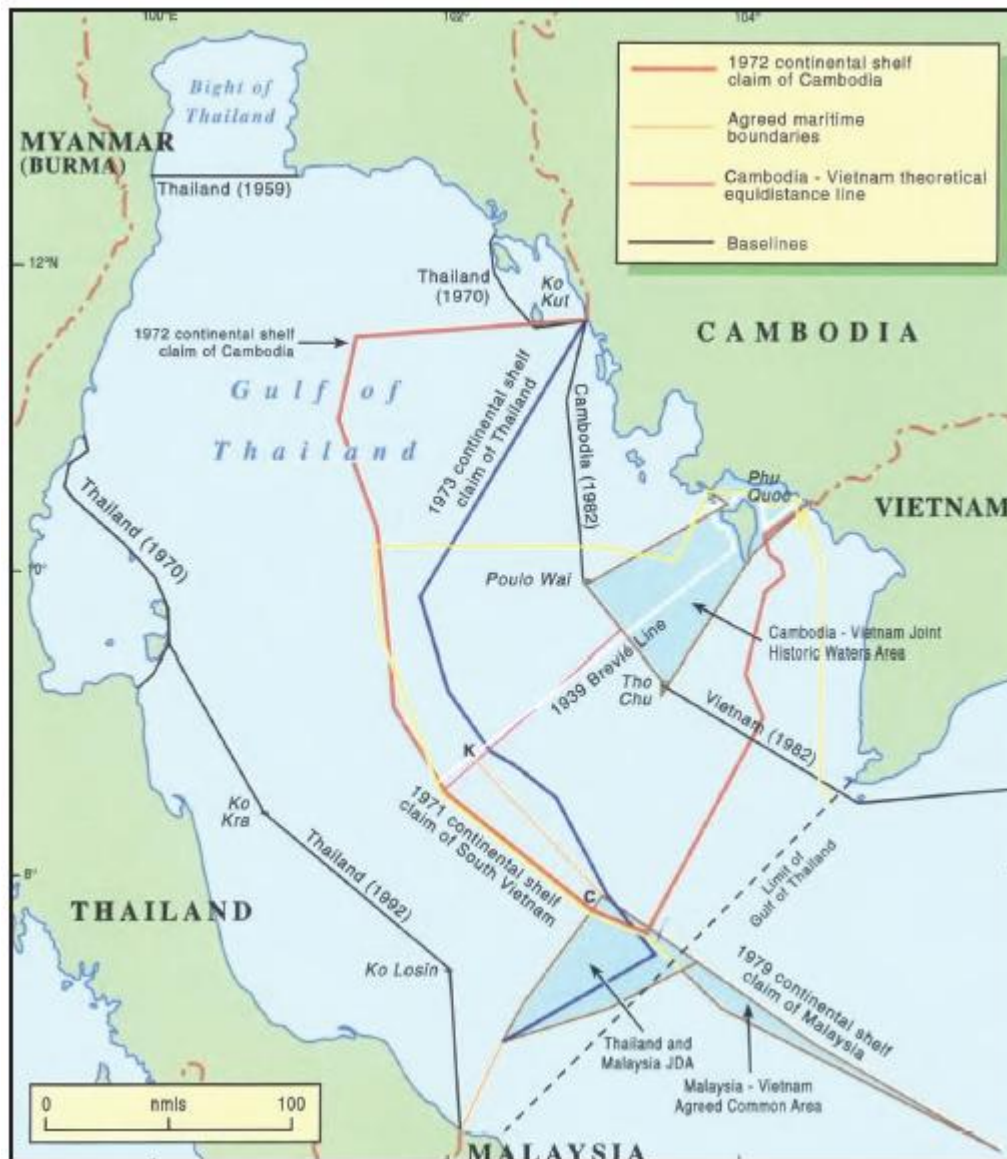 100°E
102°
104°
Bight of
Thailand
MYANMAR
(BURMA)
Thailand (1959)
12°N
1972 continental shelf
claim of Cambodia
Agreed maritime
boundaries
Cambodia - Vietnam theoretical
equidistance line
Baselines
Thailand
(1970)
Ko
Kut
CAMBODIA
1972 continental shelf
claim of Cambodia
Gulf of
Thailand
1973 continental shelf
claim of Thailand
Cambodia (1982)
Phu
Quoc
VIETNAM
Thailand (1970)
0°
Poulo Wai
Cambodia - Vietnam Joint
Historic Waters Area
1939 Brevié Line
Tho
Chu
Vietnam (1982)
K
1971 continental shelf
claim of South Vietnam
Ko
Kra
Limit of
Gulf of Thailand
8°
C
THAILAND
Thailand (1992)
Ko Losin
1979 continental shelf
claim of Malaysia
Thailand and
Malaysia JDA
Malaysia - Vietnam
Agreed Common Area
0 nmls 100
MALAYSIA